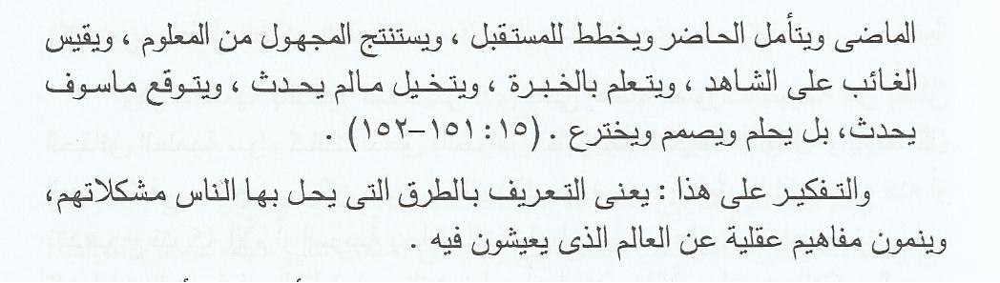 الماضى ويتأمل الحاضر ويخطط للمستقبل ، ويستنتج المجهول من المعلوم ، ويقيس
الغائب على الشاهد ، ويتعلم بالخبرة ، ويتخيل مالم يحدث ، ويتوقع ماسوف
يحدث، بل يحلم ويصمم ويخترع . (١٥: ١٥١-١٥٢) .
والتفكير على هذا : يعنى التعريف بالطرق التى يحل بها الناس مشكلاتهم،
وينمون مفاهيم عقلية عن العالم الذى يعيشون فيه .